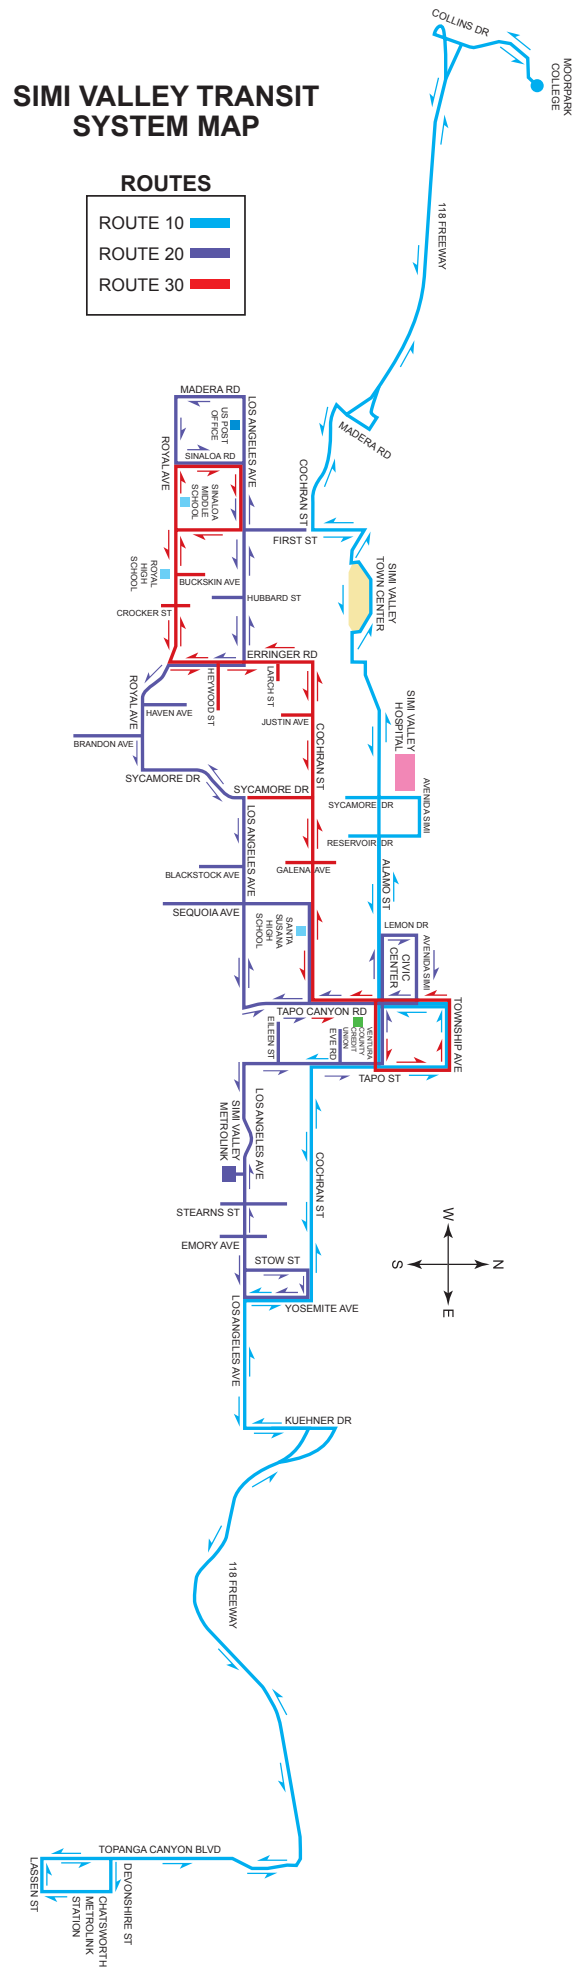 COLLINS DR
MOORPARK
COLLEGE
SIMI VALLEY TRANSIT
SYSTEM MAP
ROUTES
ROUTE 10
ROUTE 20
ROUTE 30
118 FREEWAY
MADERA RD
MADERA RD
LOS ANGELES AVE
US POST
OFFICE
SINALOA RD
ROYAL AVE
SINALOA
MIDDLE
SCHOOL
COCHRAN ST
FIRST ST
SIMI VALLEY
TOWN CENTER
ROYAL
HIGH
SCHOOL
BUCKSKIN AVE
HUBBARD ST
CROCKER ST
ERRINGER RD
LARCH ST
HEYWOOD ST
ROYAL AVE
HAVEN AVE
JUSTIN AVE
BRANDON AVE
COCHRAN ST
SIMI VALLEY
HOSPITAL
SYCAMORE DR
SYCAMORE DR
SYCAMORE DR
AVENIDA SIMI
RESERVOIR DR
LOS ANGELES AVE
BLACKSTOCK AVE
GALENA AVE
ALAMO ST
SEQUOIA AVE
SANTA
SUSANA
HIGH
SCHOOL
LEMON DR
CIVIC
CENTER
AVENIDA SIMI
TAPO CANYON RD
TOWNSHIP AVE
EILEEN ST
EVE RD
VENTURA
COUNTY
CREDIT
UNION
TAPO ST
LOS ANGELES AVE
SIMI VALLEY
METROLINK
COCHRAN ST
STEARNS ST
EMORY AVE
STOW ST
W
N
S
E
YOSEMITE AVE
LOS ANGELES AVE
KUEHNER DR
118 FREEWAY
TOPANGA CANYON BLVD
DEVONSHIRE ST
LASSEN ST
CHATSWORTH
METROLINK
STATION